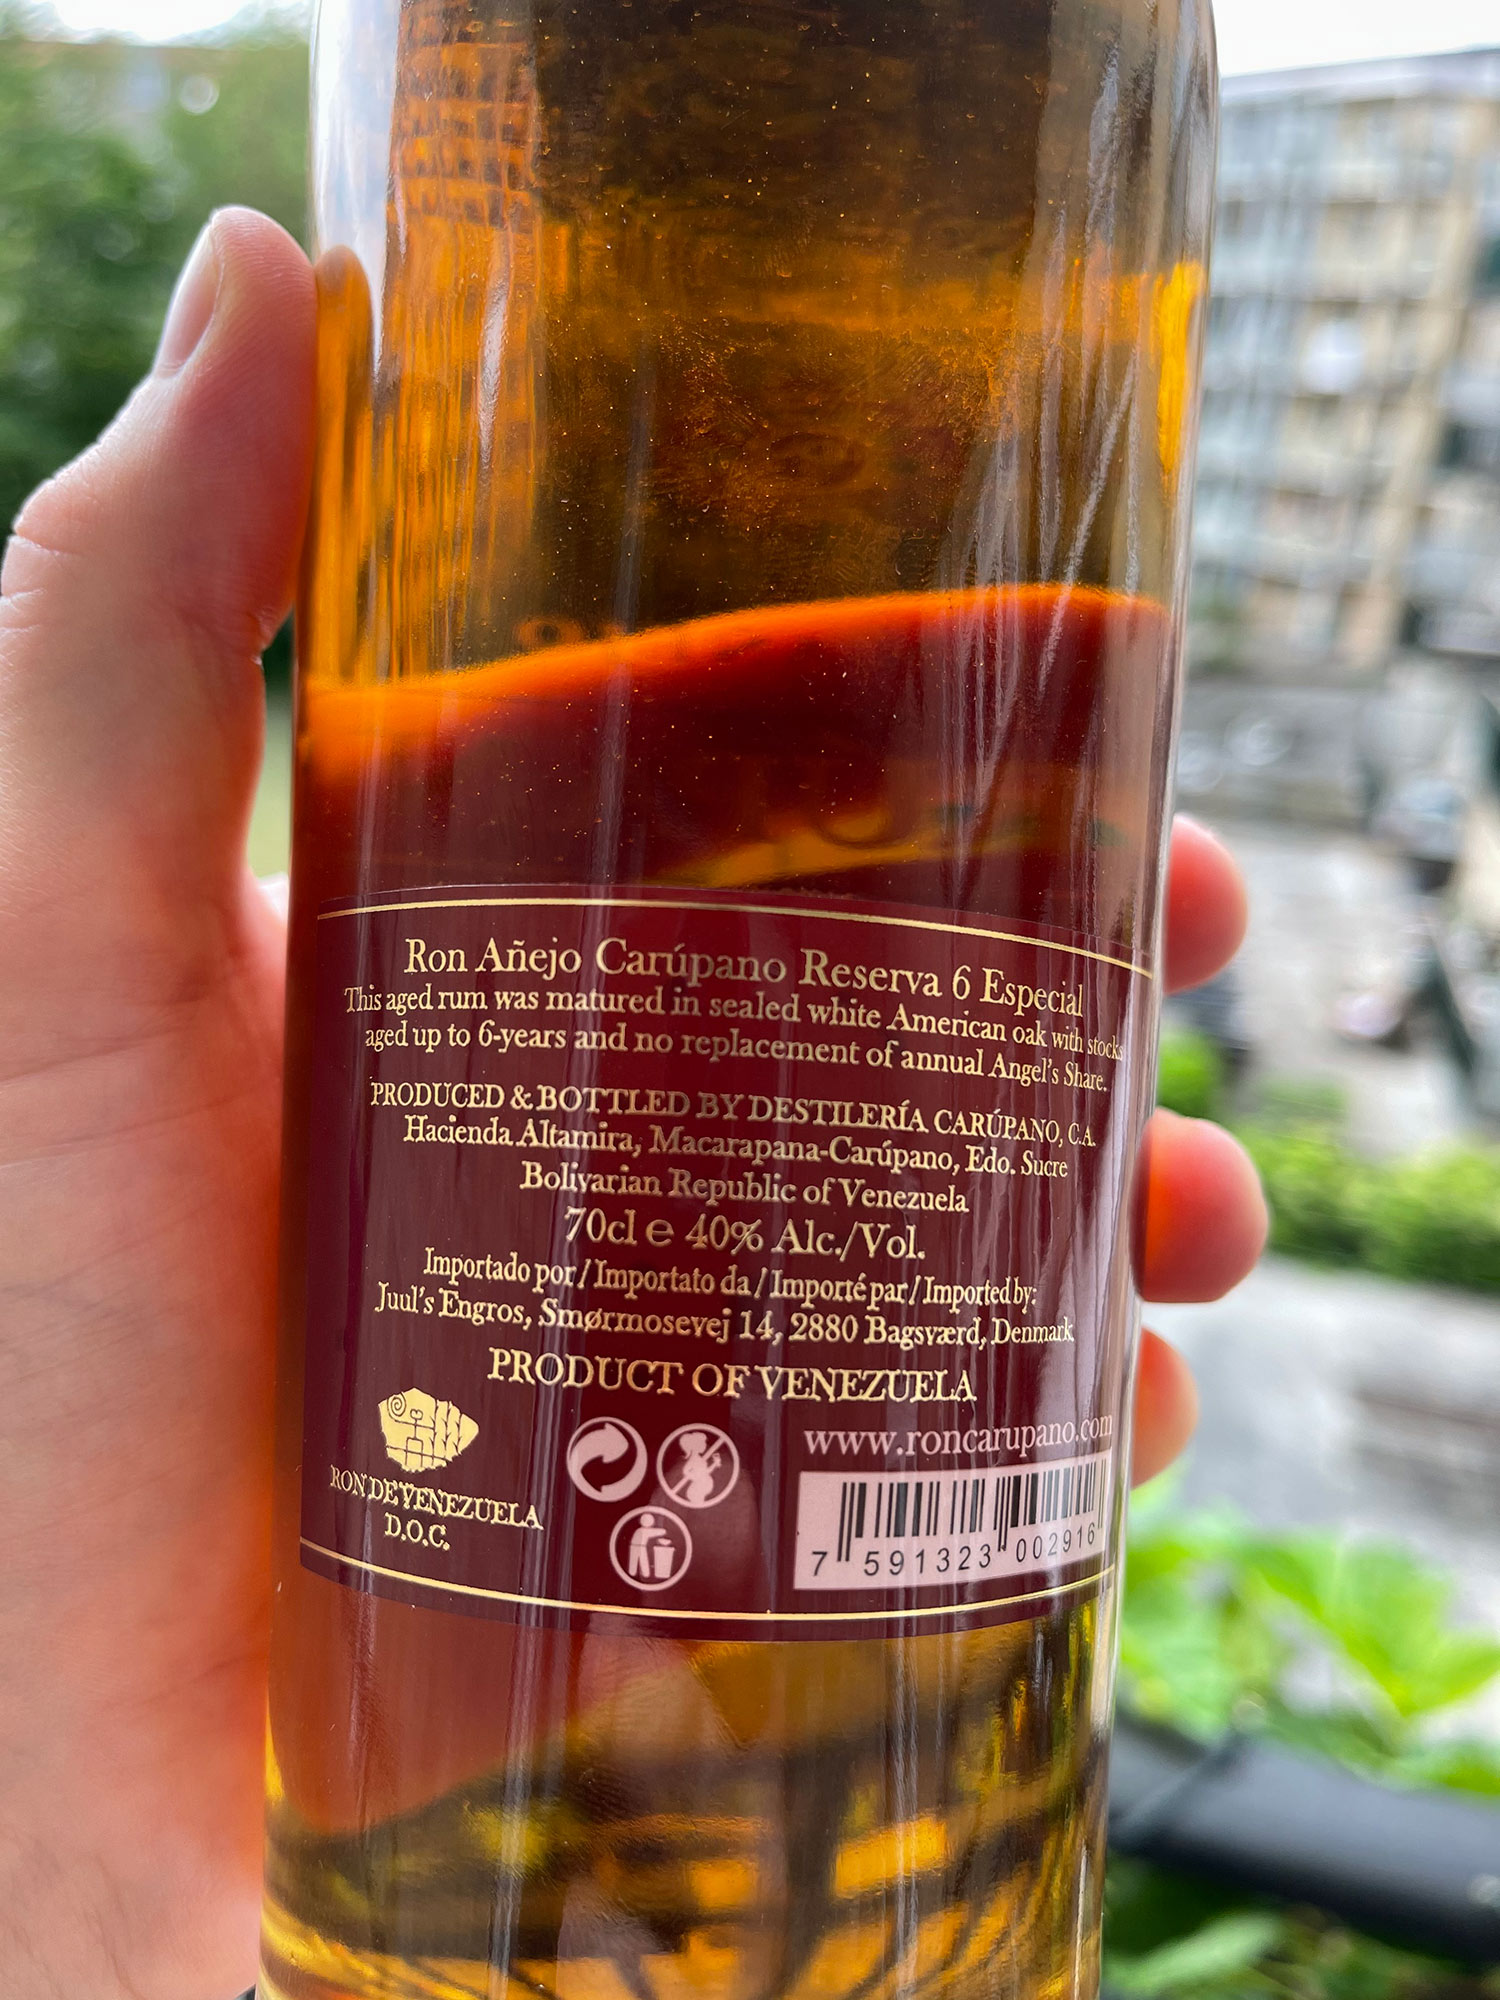 Ron Añejo Carúpano Reserva 6 Especial
This aged rum was matured in sealed white American oak with stocks
aged up to 6-years and no replacement of annual Angel's Share.
PRODUCED & BOTTLED BY DESTILERÍA CARÚPANO, C.A.
Hacienda Altamira, Macarapana-Carúpano, Edo. Sucre
Bolivarian Republic of Venezuela
70cl e 40% Alc./Vol.
Importado por / Importato da / Importé par / Imported by:
Juul's Engros, Smørmosevej 14, 2880 Bagsværd, Denmark
PRODUCT OF VENEZUELA
www.roncarupano.com
RON DE VENEZUELA
D.O.C.
7 591323 002916